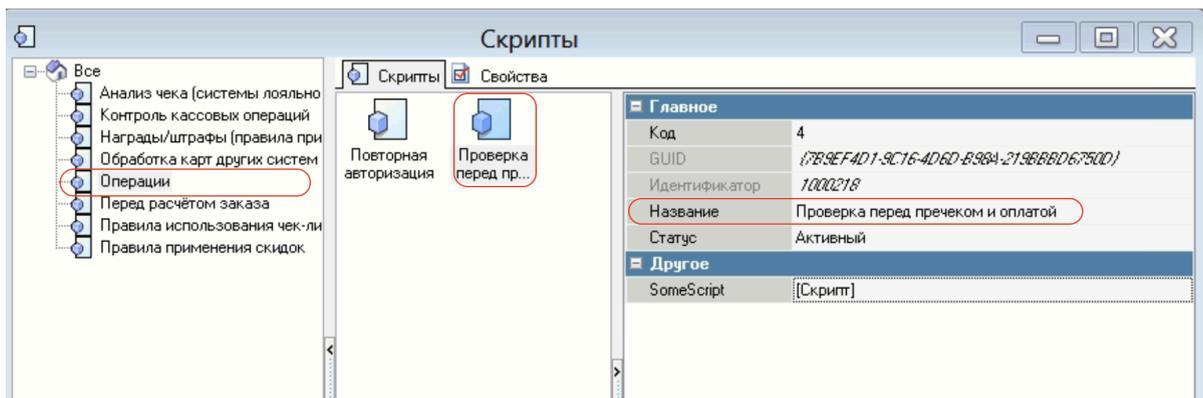 Скрипты
Все
Анализ чека (системы лояльно
Контроль кассовых операций
Награды/штрафы (правила при
Обработка карт других систем
Операции
Перед расчётом заказа
Правила использования чек-ли
Правила применения скидок
Скрипты Свойства
Повторная авторизация
Проверка перед пр...
Главное
Код 4
GUID {7B9EF4D1-9C16-4D6D-B98A-219BBBD6750D}
Идентификатор 1000218
Название Проверка перед пречеком и оплатой
Статус Активный
Другое
SomeScript [Скрипт]